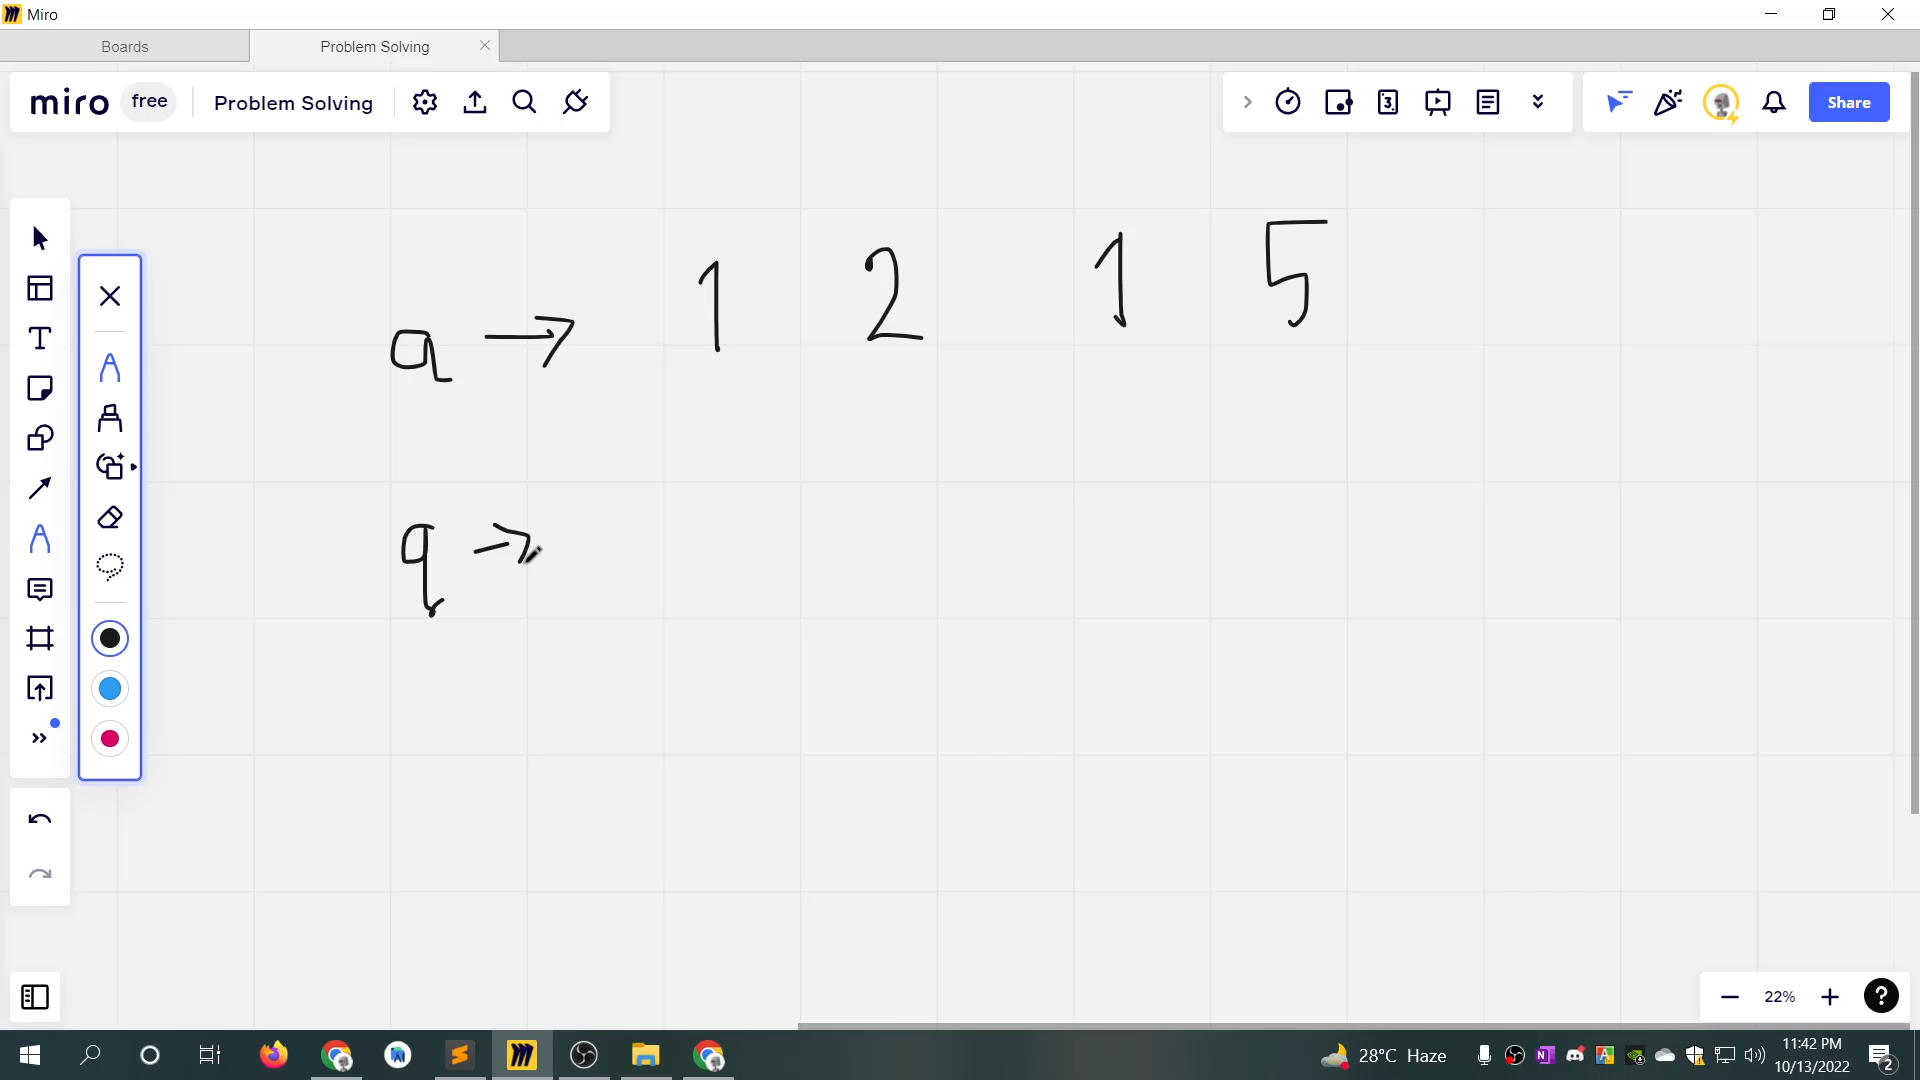 Miro
Boards
Problem Solving
miro
free
Problem Solving
Share
a → 1 2 1 5
q →
22%
28°C Haze
11:42 PM
10/13/2022
2